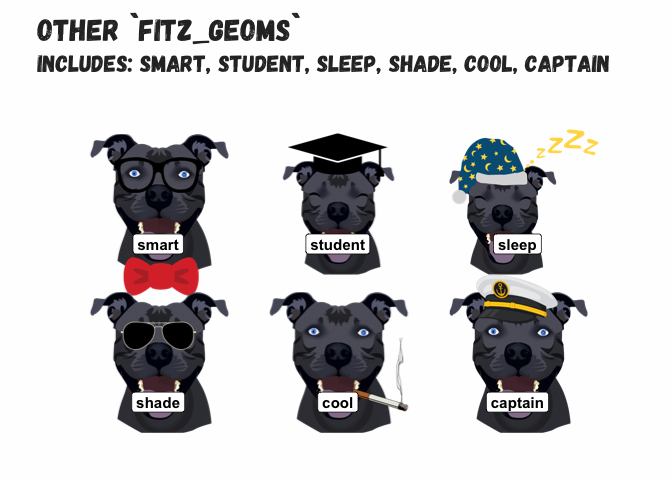 OTHER `FITZ_GEOMS`
INCLUDES: SMART, STUDENT, SLEEP, SHADE, COOL, CAPTAIN
z z Z Z Z
smart student sleep
shade cool captain